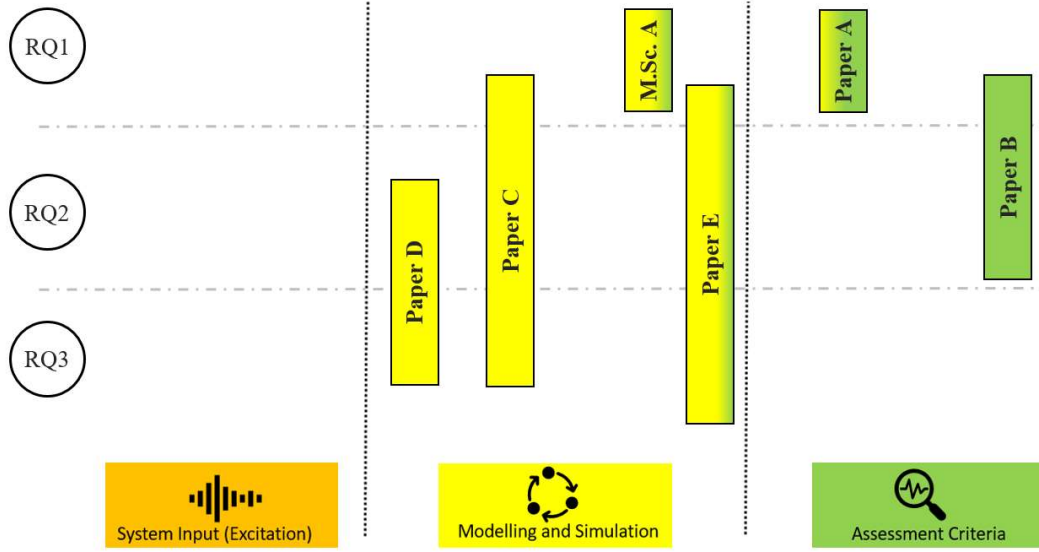 RQ1
M.Sc. A
Paper A
Paper C
Paper E
Paper B
RQ2
Paper D
RQ3
System Input (Excitation)
Modelling and Simulation
Assessment Criteria